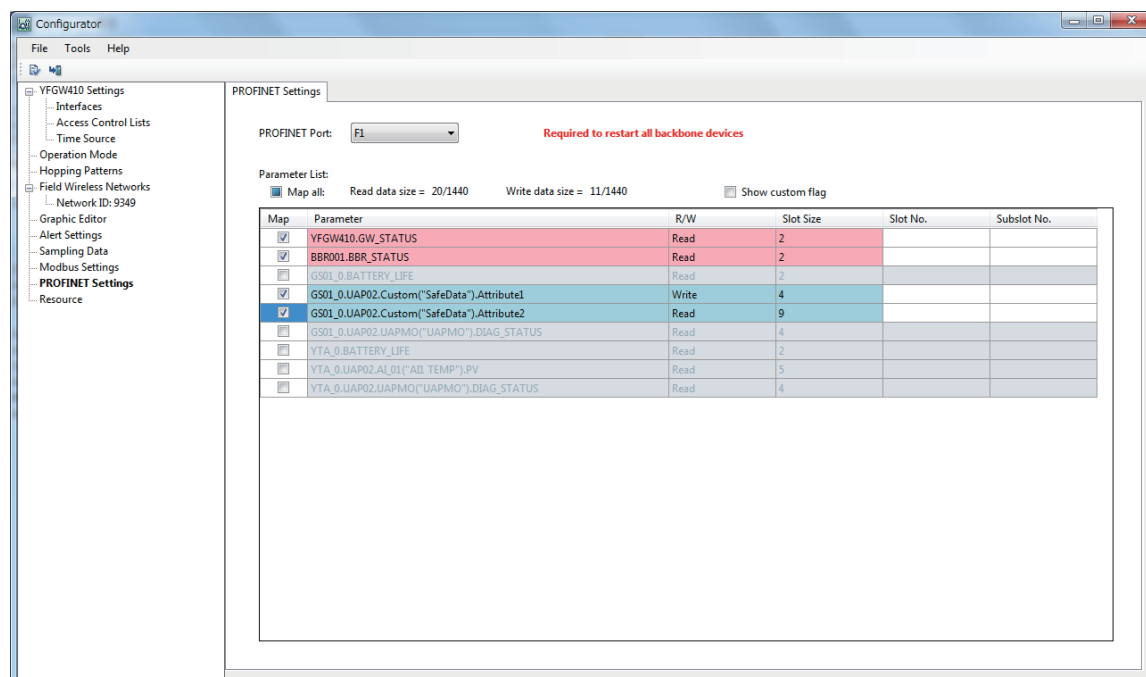 Configurator
File Tools Help
YFGW410 Settings
Interfaces
Access Control Lists
Time Source
Operation Mode
Hopping Patterns
Field Wireless Networks
Network ID: 9349
Graphic Editor
Alert Settings
Sampling Data
Modbus Settings
PROFINET Settings
Resource
PROFINET Settings
PROFINET Port: F1 Required to restart all backbone devices
Parameter List:
Map all: Read data size = 20/1440 Write data size = 11/1440 Show custom flag
Map Parameter R/W Slot Size Slot No. Subslot No.
YFGW410.GW_STATUS Read 2
BBR001.BBR_STATUS Read 2
GS01_0.BATTERY_LIFE Read 2
GS01_0.UAP02.Custom("SafeData").Attribute1 Write 4
GS01_0.UAP02.Custom("SafeData").Attribute2 Read 9
GS01_0.UAP02.UAPMO("UAPMO").DIAG_STATUS Read 4
YTA_0.BATTERY_LIFE Read 2
YTA_0.UAP02.AI_01("AI1 TEMP").PV Read 5
YTA_0.UAP02.UAPMO("UAPMO").DIAG_STATUS Read 4